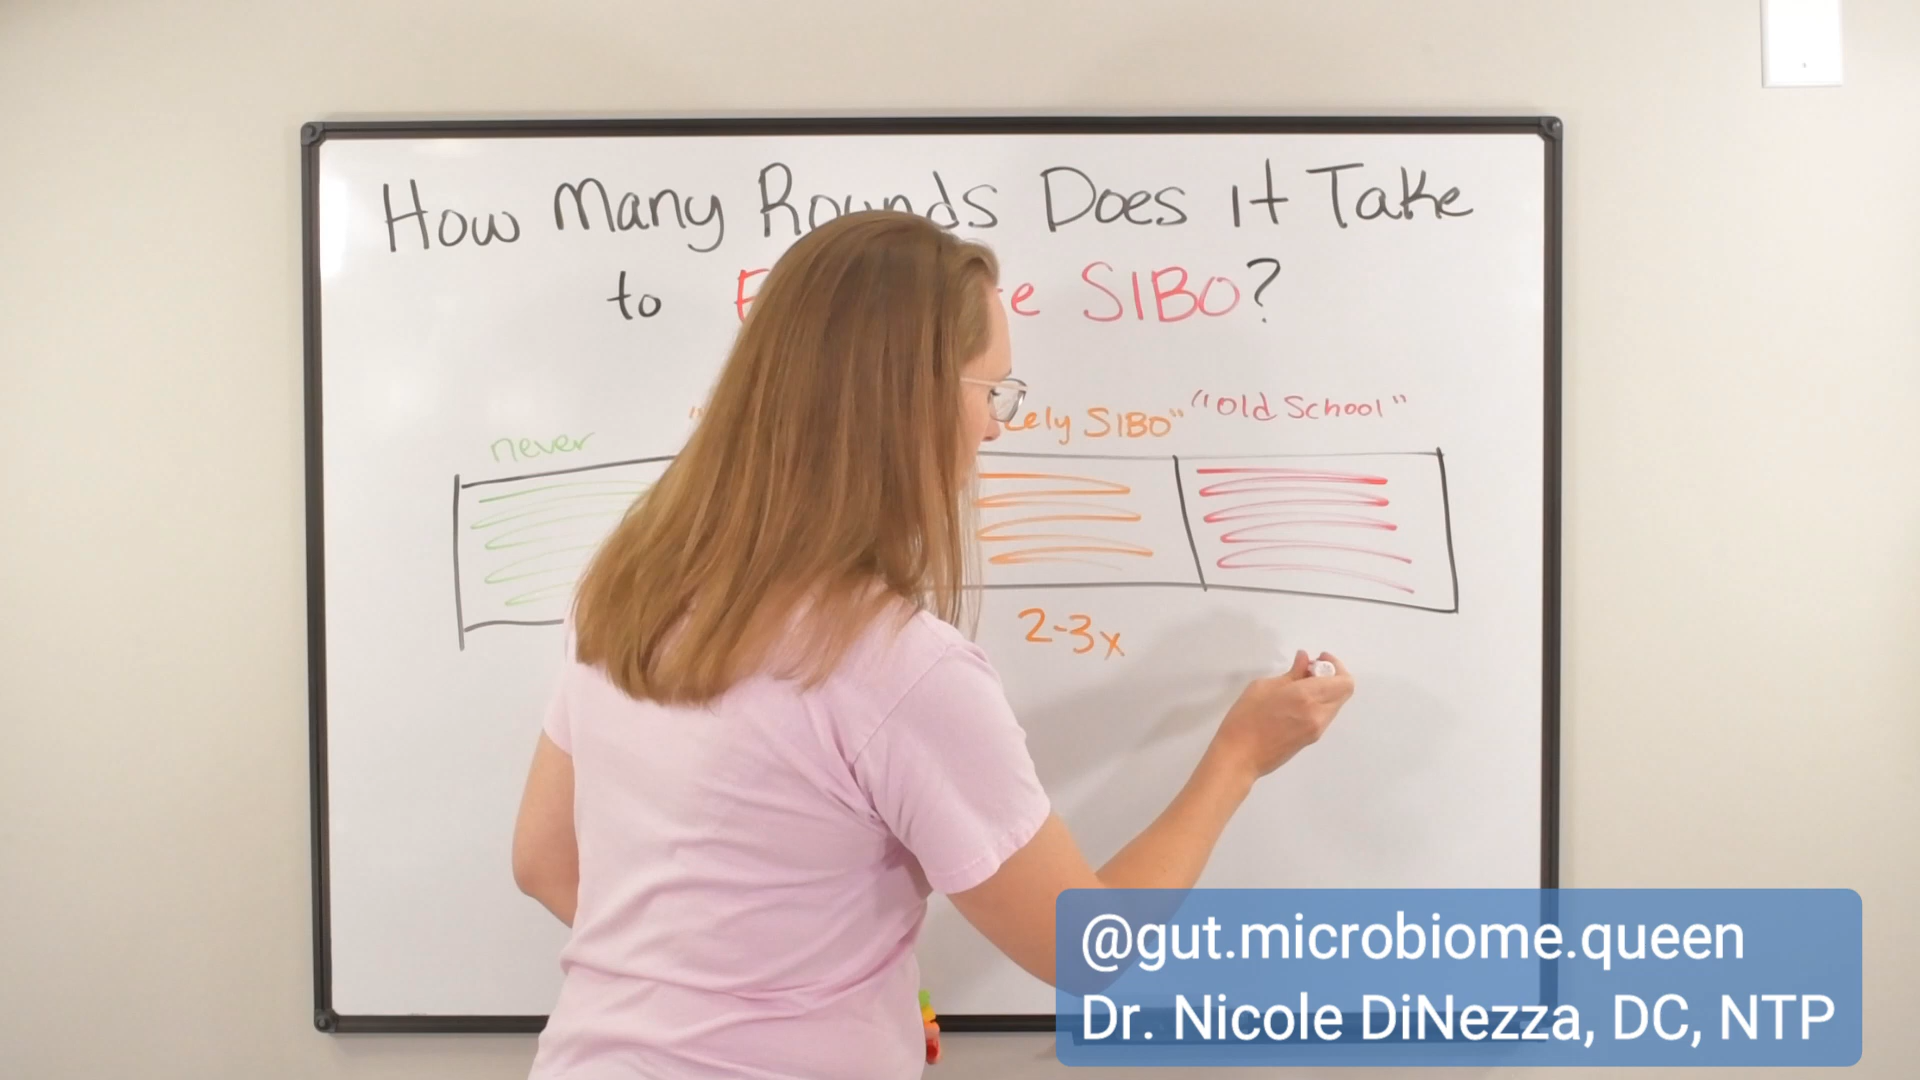 How Many Rounds Does it Take
to SIBO?
never SIBO" "Old School"
2-3x
@gut.microbiome.queen
Dr. Nicole DiNezza, DC, NTP